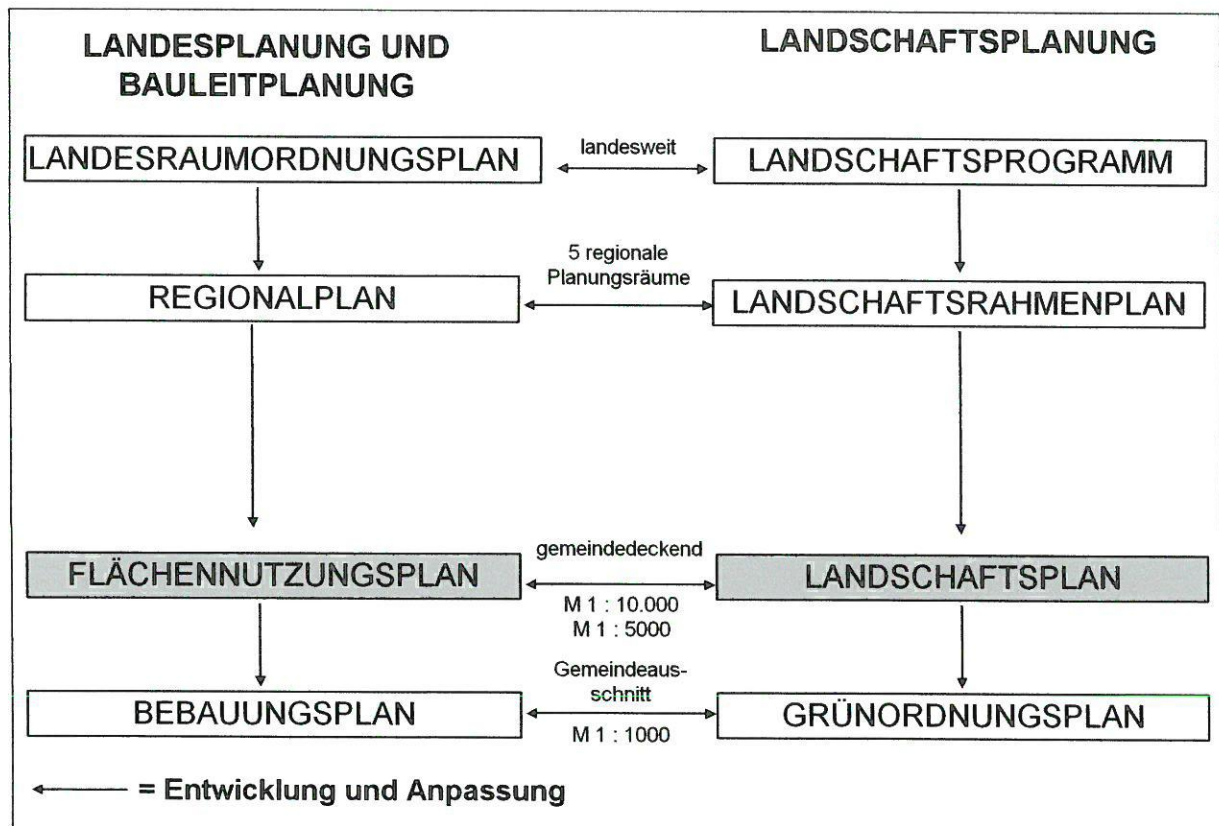 LANDESPLANUNG UND
BAULEITPLANUNG
LANDSCHAFTSPLANUNG
LANDESRAUMORDNUNGSPLAN
landesweit
LANDSCHAFTSPROGRAMM
5 regionale
Planungsräume
REGIONALPLAN
LANDSCHAFTSRAHMENPLAN
gemeindedeckend
FLÄCHENNUTZUNGSPLAN
LANDSCHAFTSPLAN
M 1 : 10.000
M 1 : 5000
Gemeindeaus-
schnitt
BEBAUUNGSPLAN
GRÜNORDNUNGSPLAN
M 1 : 1000
= Entwicklung und Anpassung